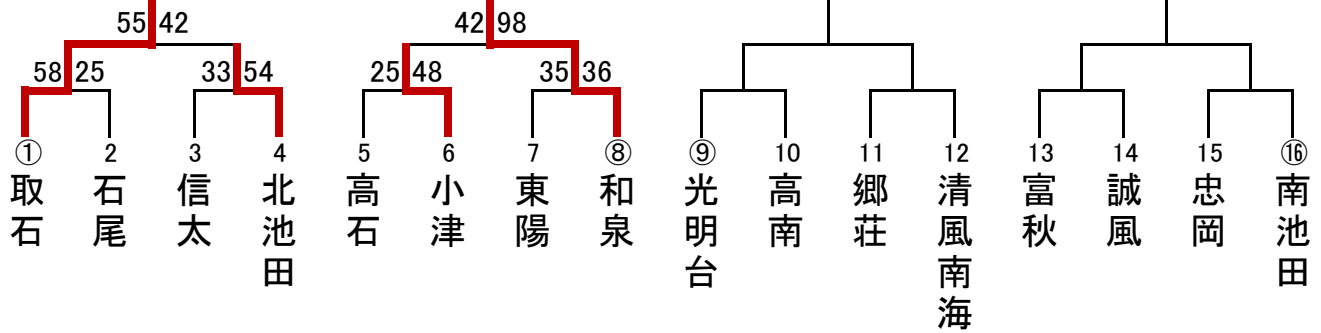 55 42
42 98
58 25
33 54
25 48
35 36
① 2 3 4 5 6 7 ⑧ ⑨ 10 11 12 13 14 15 ⑯
取石
石尾
信太
北池田
高石
小津
東陽
和泉
光明台
高南
郷荘
清風南海
富秋
誠風
忠岡
南池田